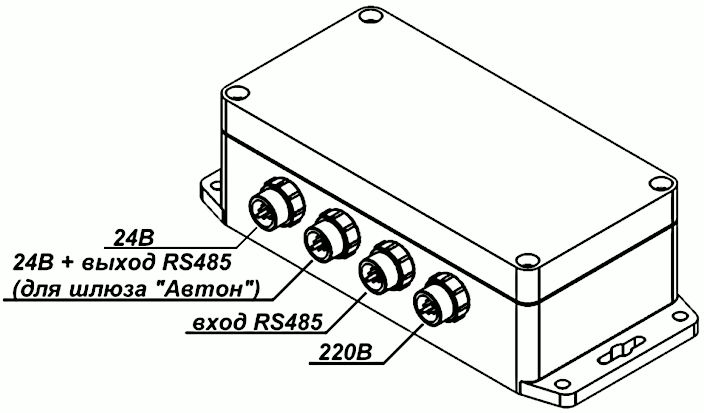 24В
24В + выход RS485
(для шлюза "Автон")
вход RS485
220В